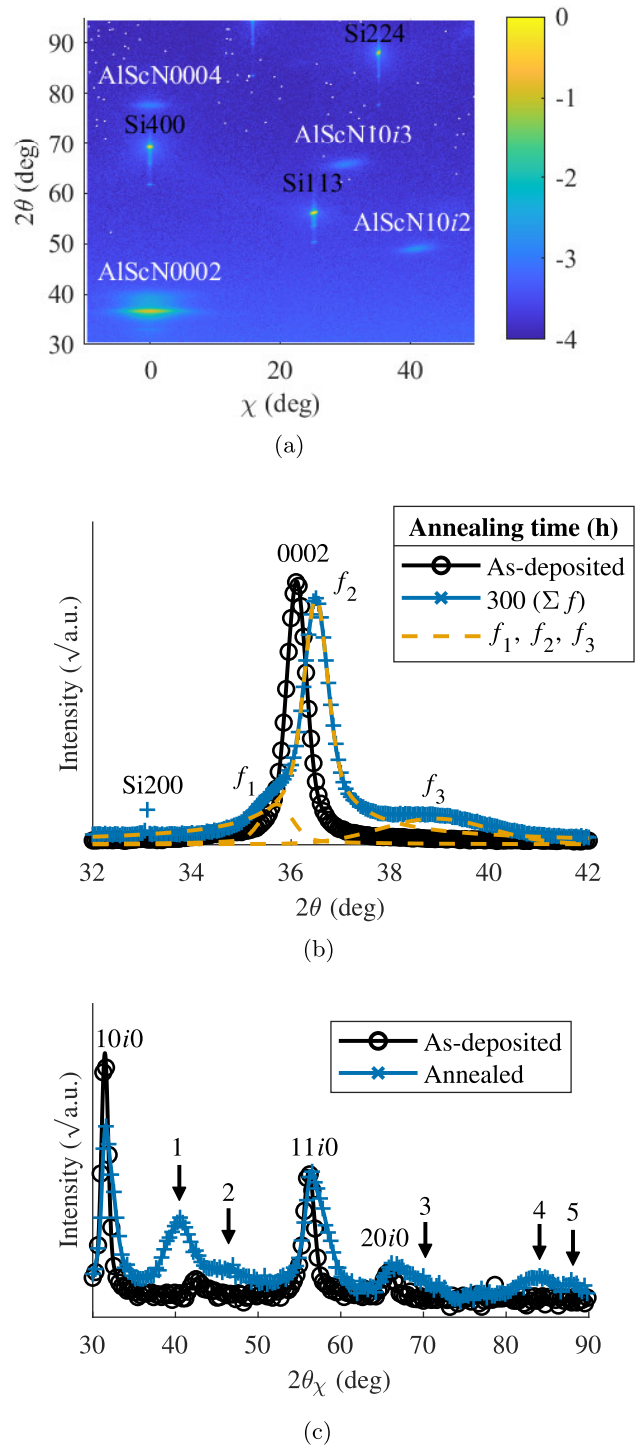 Si224
AlScN0004
Si400
AlScN10i3
Si113
AlScN10i2
AlScN0002
90
80
70
60
50
40
30
2θ (deg)
0
20
40
χ (deg)
0
-1
-2
-3
-4
(a)
Annealing time (h)
As-deposited
300 (Σ f)
f₁, f₂, f₃
0002
f₂
f₁
f₃
Si200
Intensity (√a.u.)
32
34
36
38
40
42
2θ (deg)
(b)
As-deposited
Annealed
10i0
1
2
11i0
20i0
3
4
5
Intensity (√a.u.)
30
40
50
60
70
80
90
2θχ (deg)
(c)